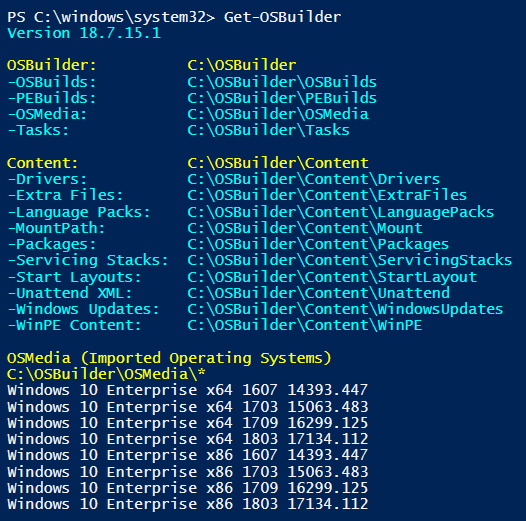 PS C:\windows\system32> Get-OSBuilder
Version 18.7.15.1
OSBuilder: C:\OSBuilder
-OSBuilds: C:\OSBuilder\OSBuilds
-PEBuilds: C:\OSBuilder\PEBuilds
-OSMedia: C:\OSBuilder\OSMedia
-Tasks: C:\OSBuilder\Tasks
Content: C:\OSBuilder\Content
-Drivers: C:\OSBuilder\Content\Drivers
-Extra Files: C:\OSBuilder\Content\ExtraFiles
-Language Packs: C:\OSBuilder\Content\LanguagePacks
-MountPath: C:\OSBuilder\Content\Mount
-Packages: C:\OSBuilder\Content\Packages
-Servicing Stacks: C:\OSBuilder\Content\ServicingStacks
-Start Layouts: C:\OSBuilder\Content\StartLayout
-Unattend XML: C:\OSBuilder\Content\Unattend
-Windows Updates: C:\OSBuilder\Content\WindowsUpdates
-WinPE Content: C:\OSBuilder\Content\WinPE
OSMedia (Imported Operating Systems)
C:\OSBuilder\OSMedia\*
Windows 10 Enterprise x64 1607 14393.447
Windows 10 Enterprise x64 1703 15063.483
Windows 10 Enterprise x64 1709 16299.125
Windows 10 Enterprise x64 1803 17134.112
Windows 10 Enterprise x86 1607 14393.447
Windows 10 Enterprise x86 1703 15063.483
Windows 10 Enterprise x86 1709 16299.125
Windows 10 Enterprise x86 1803 17134.112